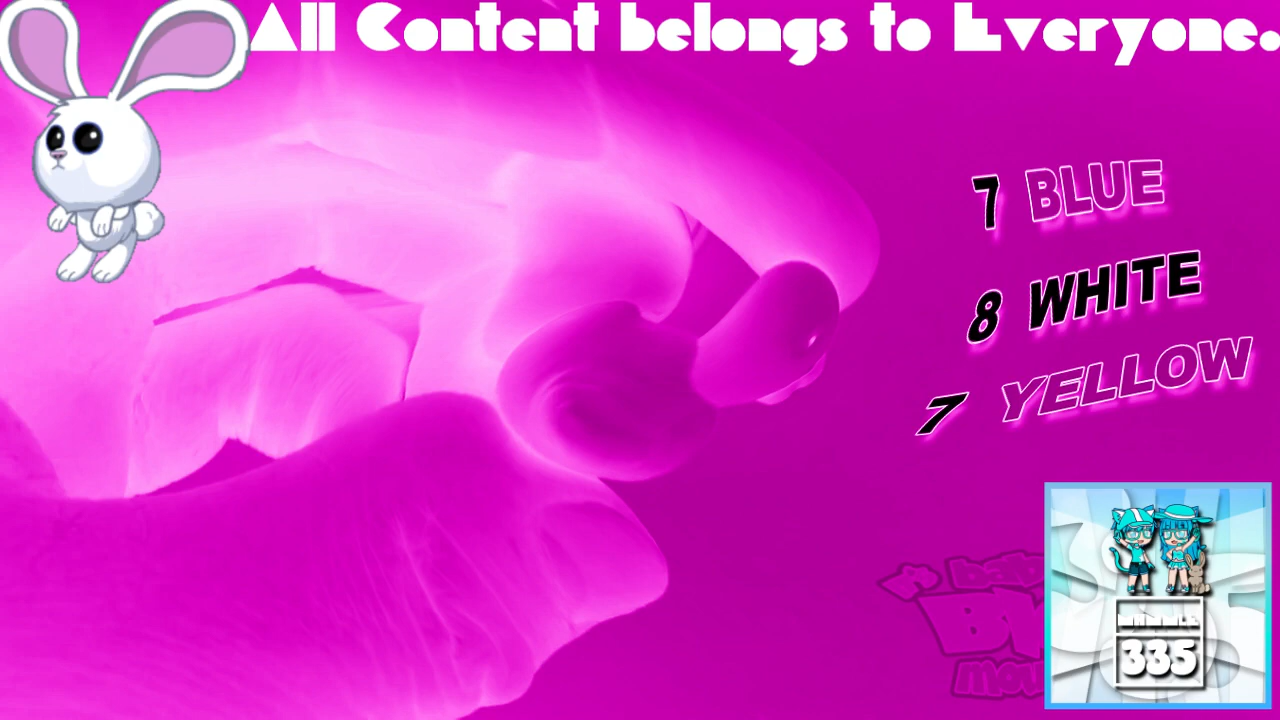 All Content belongs to Everyone.
7 BLUE
8 WHITE
7 YELLOW
335